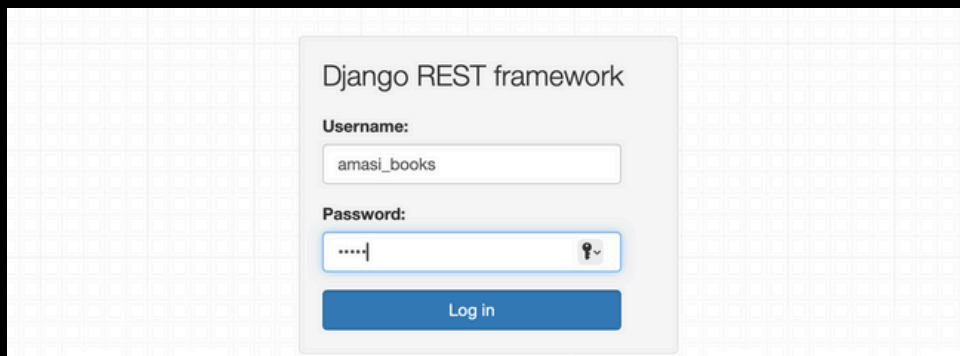 Django REST framework
Username:
amasi_books
Password:
•••••
Log in